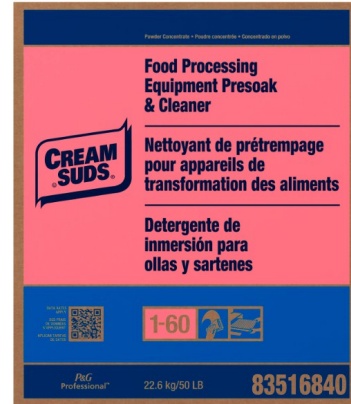 Powder Concentrate • Poudre concentrée • Concentrado en polvo
Food Processing
Equipment Presoak
& Cleaner
CREAM
SUDS®
Nettoyant de prétrempage
pour appareils de
transformation des aliments
Detergente de
inmersión para
ollas y sartenes
1-60
P&G
Professional™
22.6 kg/50 LB
83516840